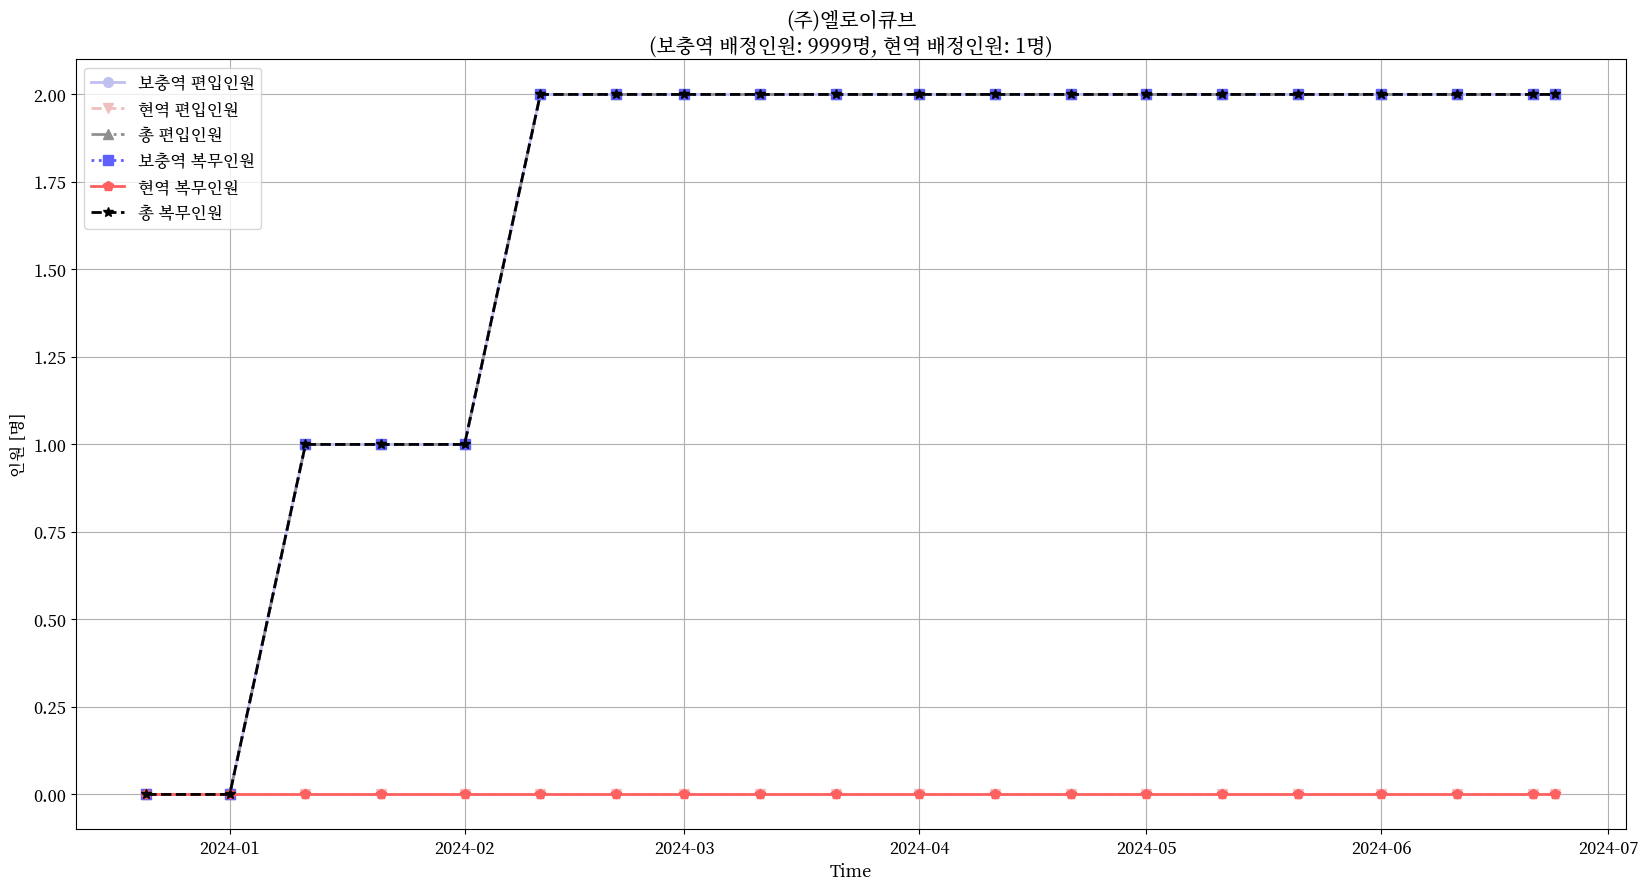 (주)엘로이큐브
(보충역 배정인원: 9999명, 현역 배정인원: 1명)
보충역 편입인원
현역 편입인원
총 편입인원
보충역 복무인원
현역 복무인원
총 복무인원
2.00
1.75
1.50
1.25
1.00
0.75
0.50
0.25
0.00
인원 [명]
2024-01 2024-02 2024-03 2024-04 2024-05 2024-06 2024-07
Time